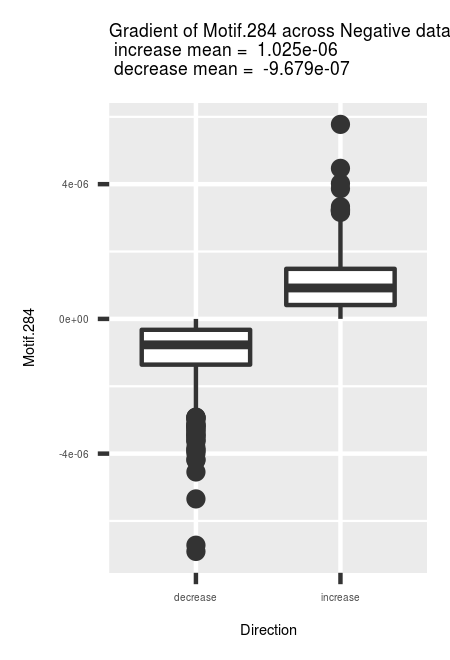 Gradient of Motif.284 across Negative data
increase mean =  1.025e-06
decrease mean =  -9.679e-07
4e-06
0e+00
-4e-06
Motif.284
decrease
increase
Direction